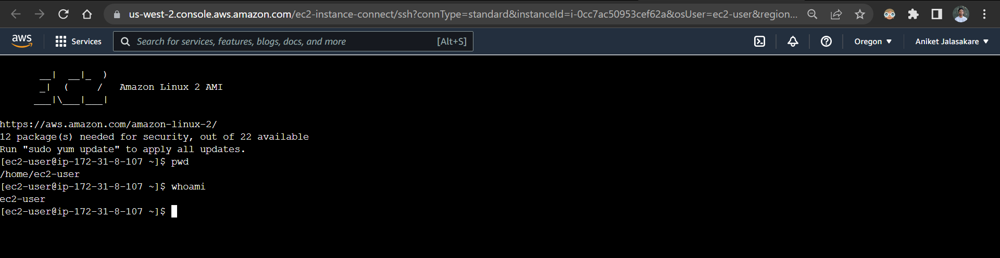 us-west-2.console.aws.amazon.com/ec2-instance-connect/ssh?connType=standard&instanceId=i-0cc7ac50953cef62a&osUser=ec2-user&region...
aws Services Search for services, features, blogs, docs, and more [Alt+S] Oregon Aniket Jalasakare
       __|  __|_  )
       _|  (     /   Amazon Linux 2 AMI
      ___|\___|___|
https://aws.amazon.com/amazon-linux-2/
12 package(s) needed for security, out of 22 available
Run "sudo yum update" to apply all updates.
[ec2-user@ip-172-31-8-107 ~]$ pwd
/home/ec2-user
[ec2-user@ip-172-31-8-107 ~]$ whoami
ec2-user
[ec2-user@ip-172-31-8-107 ~]$